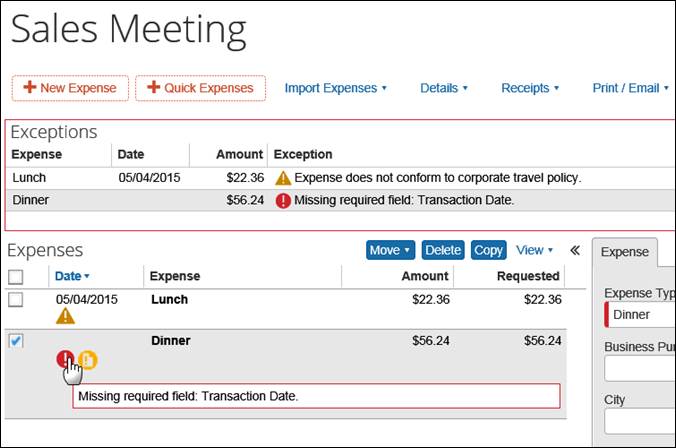 Sales Meeting
New Expense Quick Expenses Import Expenses Details Receipts Print / Email
Exceptions
Expense Date Amount Exception
Lunch 05/04/2015 $22.36 Expense does not conform to corporate travel policy.
Dinner $56.24 Missing required field: Transaction Date.
Expenses Move Delete Copy View « Expense
Date Expense Amount Requested
Expense Typ
05/04/2015 Lunch $22.36 $22.36
Dinner
Dinner $56.24 $56.24
Business Pur
Missing required field: Transaction Date.
City